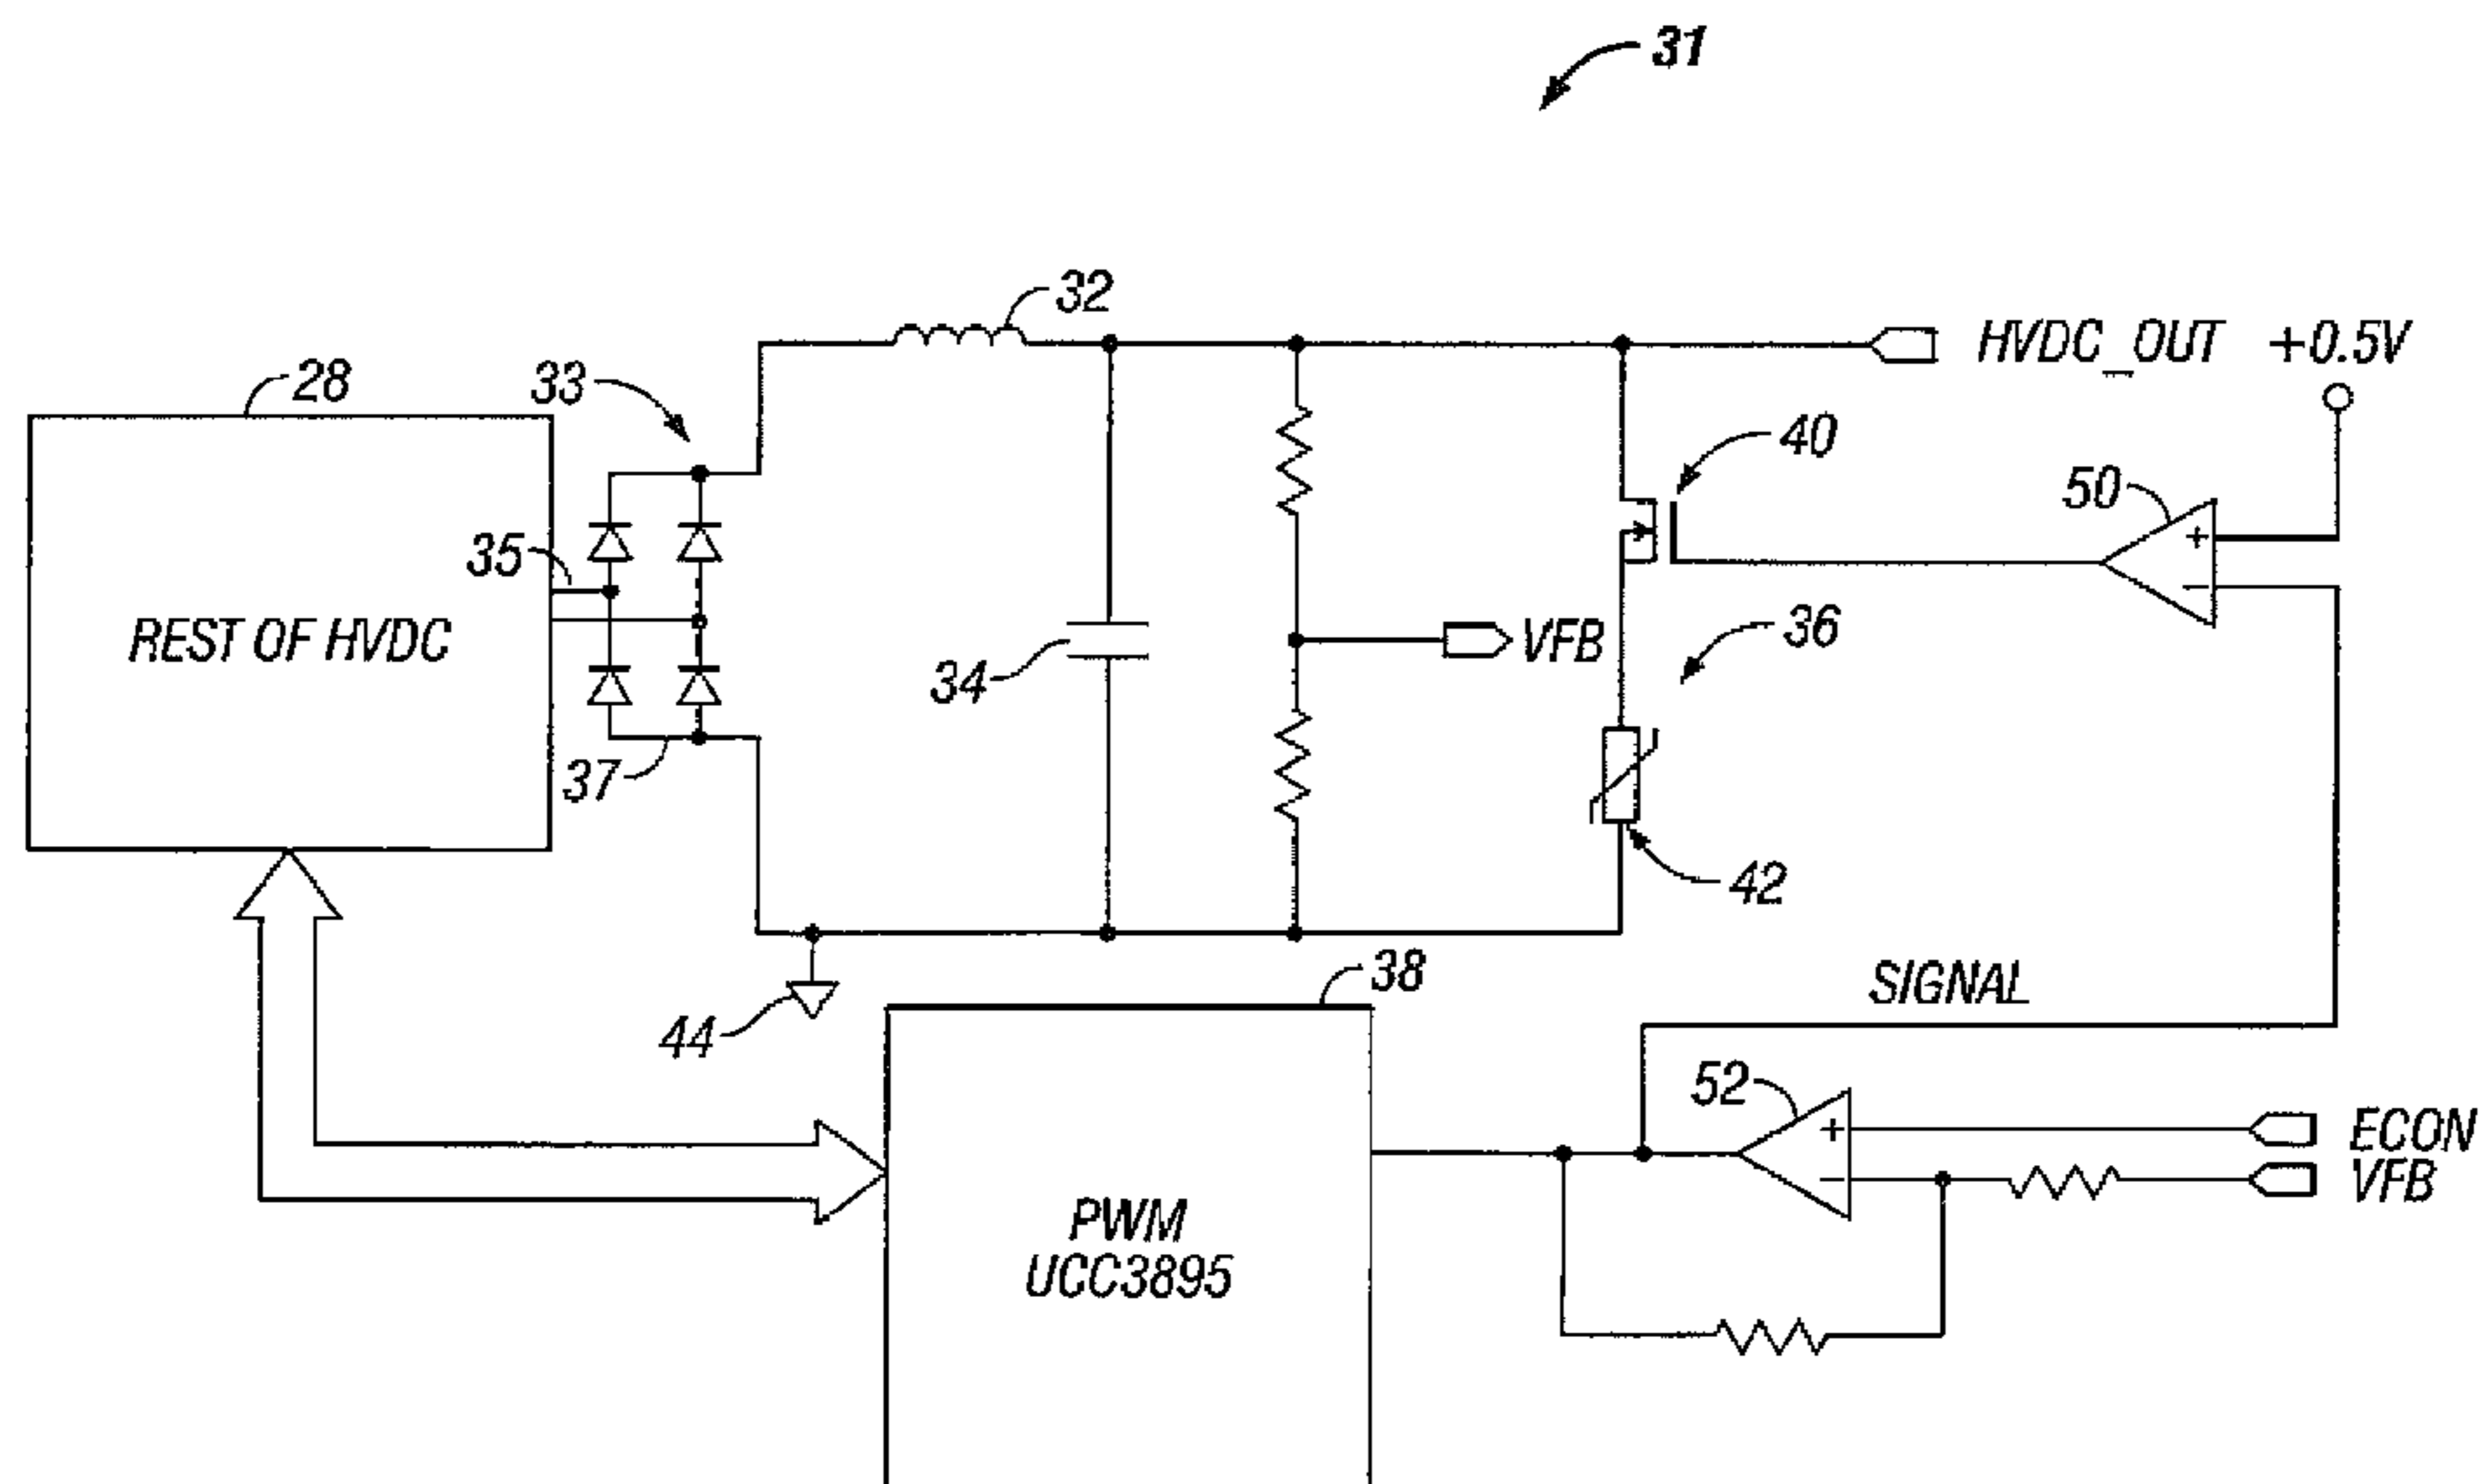 31
32
HVDC_OUT +0.5V
28
33
40
50
35
+
−
REST OF HVDC
34
VFB
36
37
42
38
SIGNAL
44
52
+
ECON
−
VFB
PWM
UCC3895